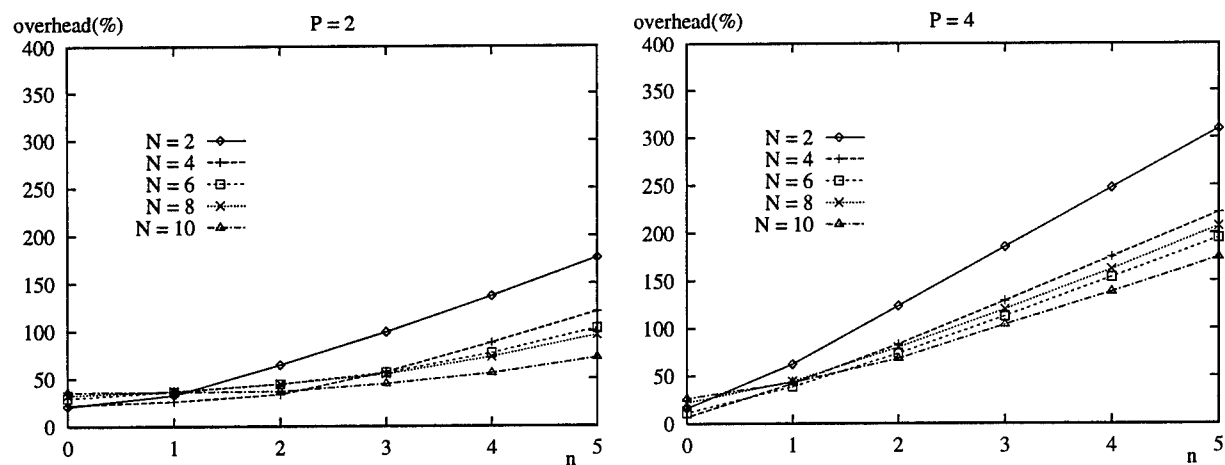 overhead(%)
P = 2
400
350
300
250
200
150
100
50
0
N = 2
N = 4
N = 6
N = 8
N = 10
0 1 2 3 4 5
n
overhead(%)
P = 4
400
350
300
250
200
150
100
50
0
N = 2
N = 4
N = 6
N = 8
N = 10
0 1 2 3 4 5
n